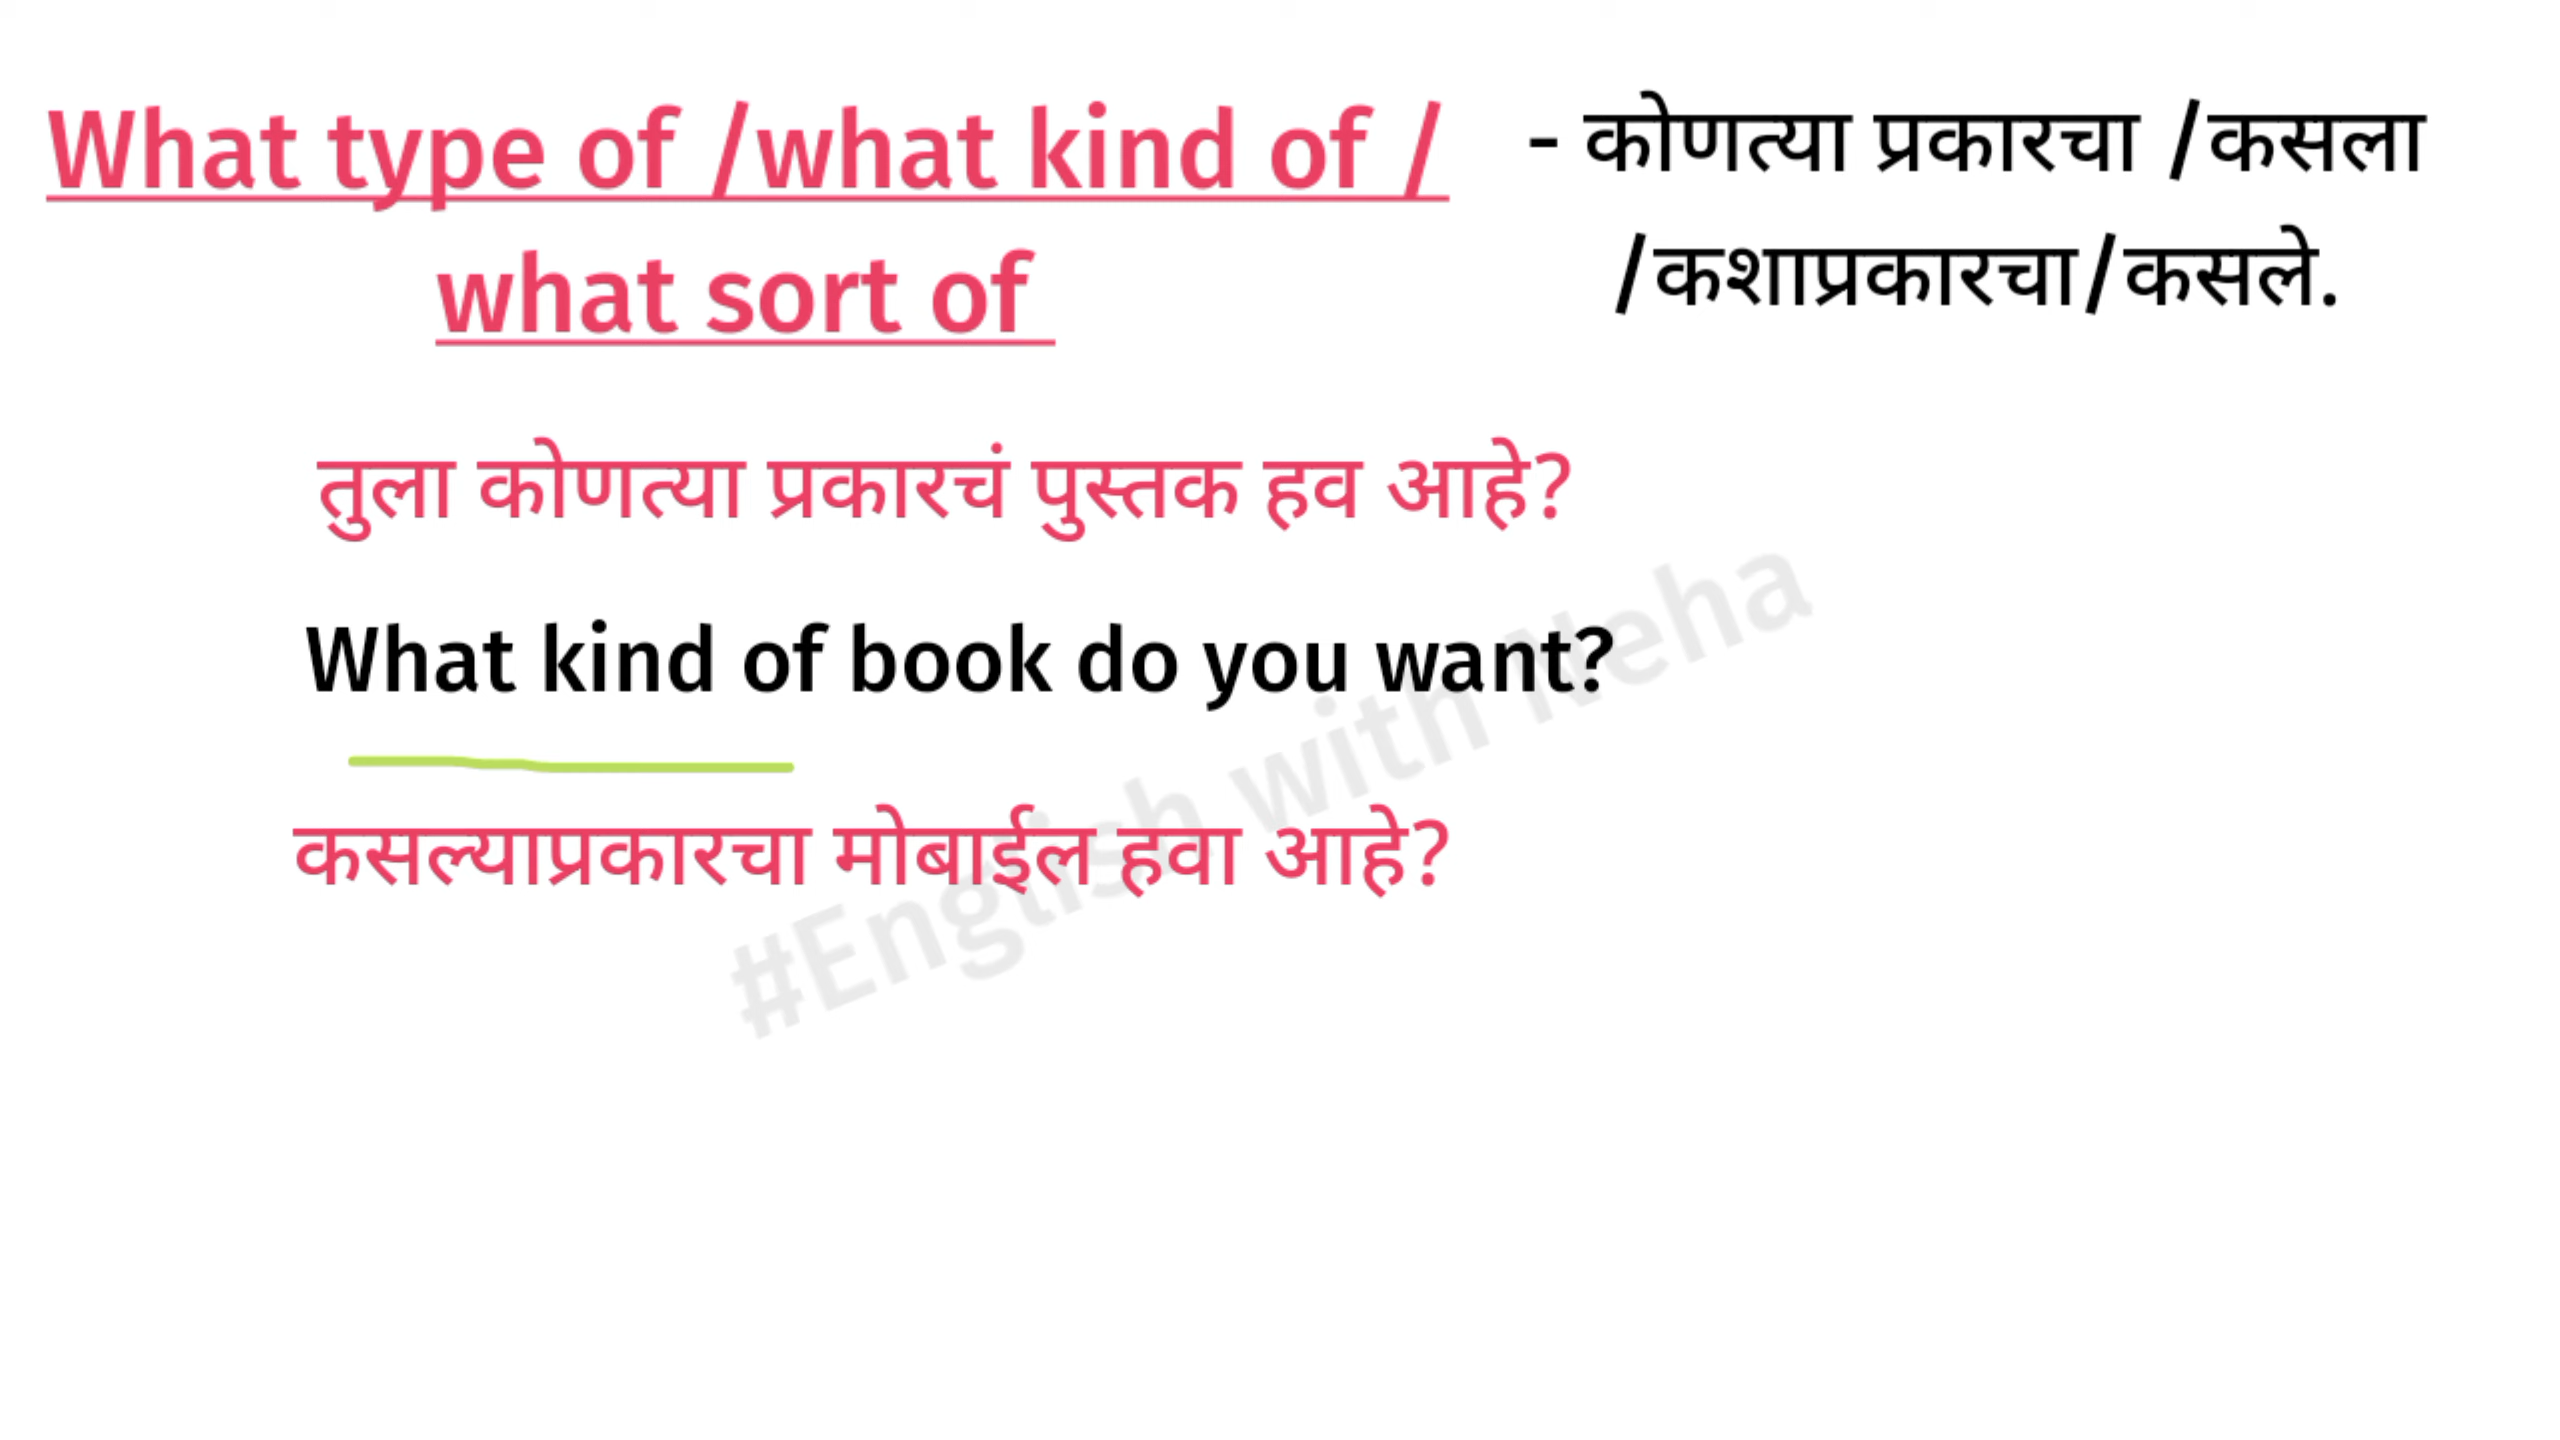 What type of /what kind of /
what sort of
- कोणत्या प्रकारचा /कसला
/कशाप्रकारचा/कसले.
तुला कोणत्या प्रकारचं पुस्तक हव आहे?
What kind of book do you want?
कसल्याप्रकारचा मोबाईल हवा आहे?
#English with Neha